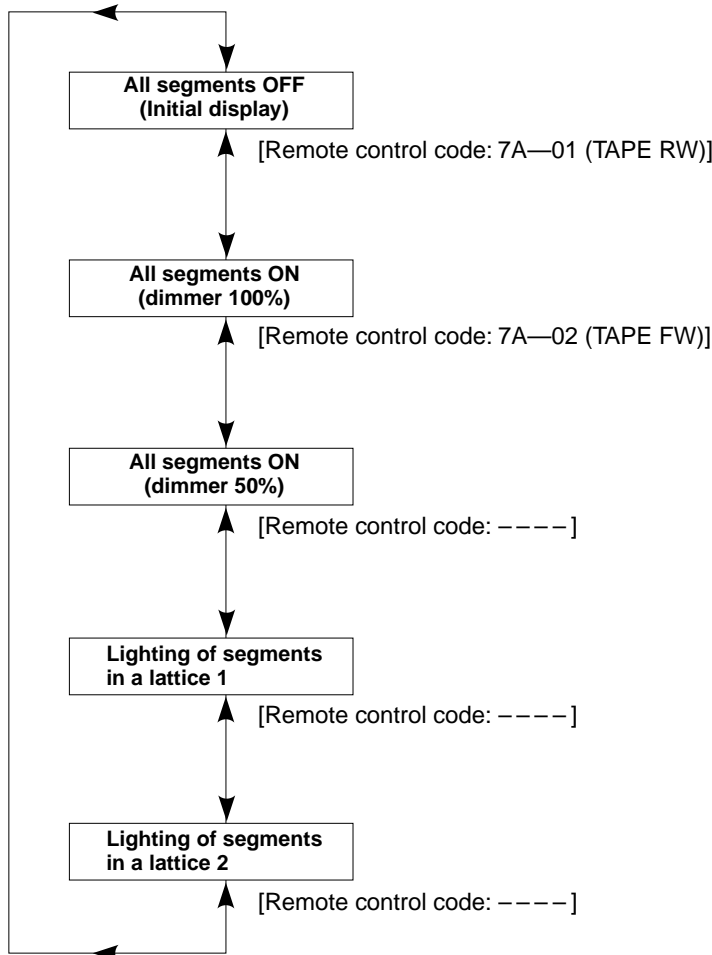 All segments OFF
(Initial display)
[Remote control code: 7A—01 (TAPE RW)]
All segments ON
(dimmer 100%)
[Remote control code: 7A—02 (TAPE FW)]
All segments ON
(dimmer 50%)
[Remote control code: – – – – ]
Lighting of segments
in a lattice 1
[Remote control code: – – – – ]
Lighting of segments
in a lattice 2
[Remote control code: – – – – ]